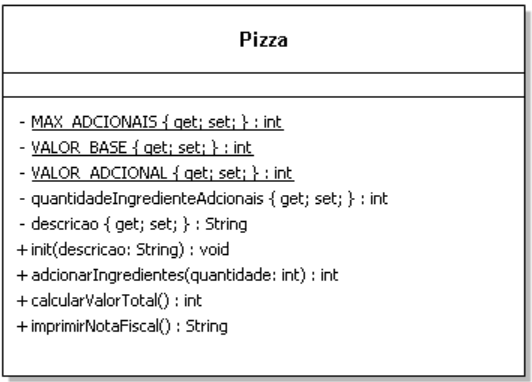 Pizza
- MAX_ADCIONAIS { get; set; } : int
- VALOR_BASE { get; set; } : int
- VALOR_ADCIONAL { get; set; } : int
- quantidadeIngredienteAdcionais { get; set; } : int
- descricao { get; set; } : String
+ init(descricao: String) : void
+ adcionarIngredientes(quantidade: int) : int
+ calcularValorTotal() : int
+ imprimirNotaFiscal() : String